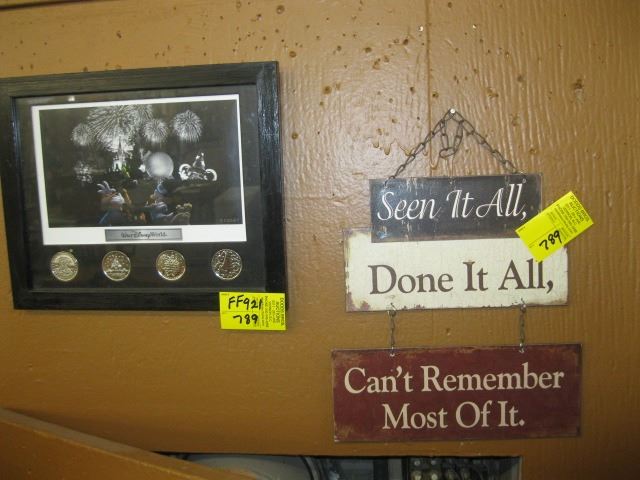 Walt Disney World
FF921
789
Seen It All,
789
Done It All,
Can't Remember
Most Of It.